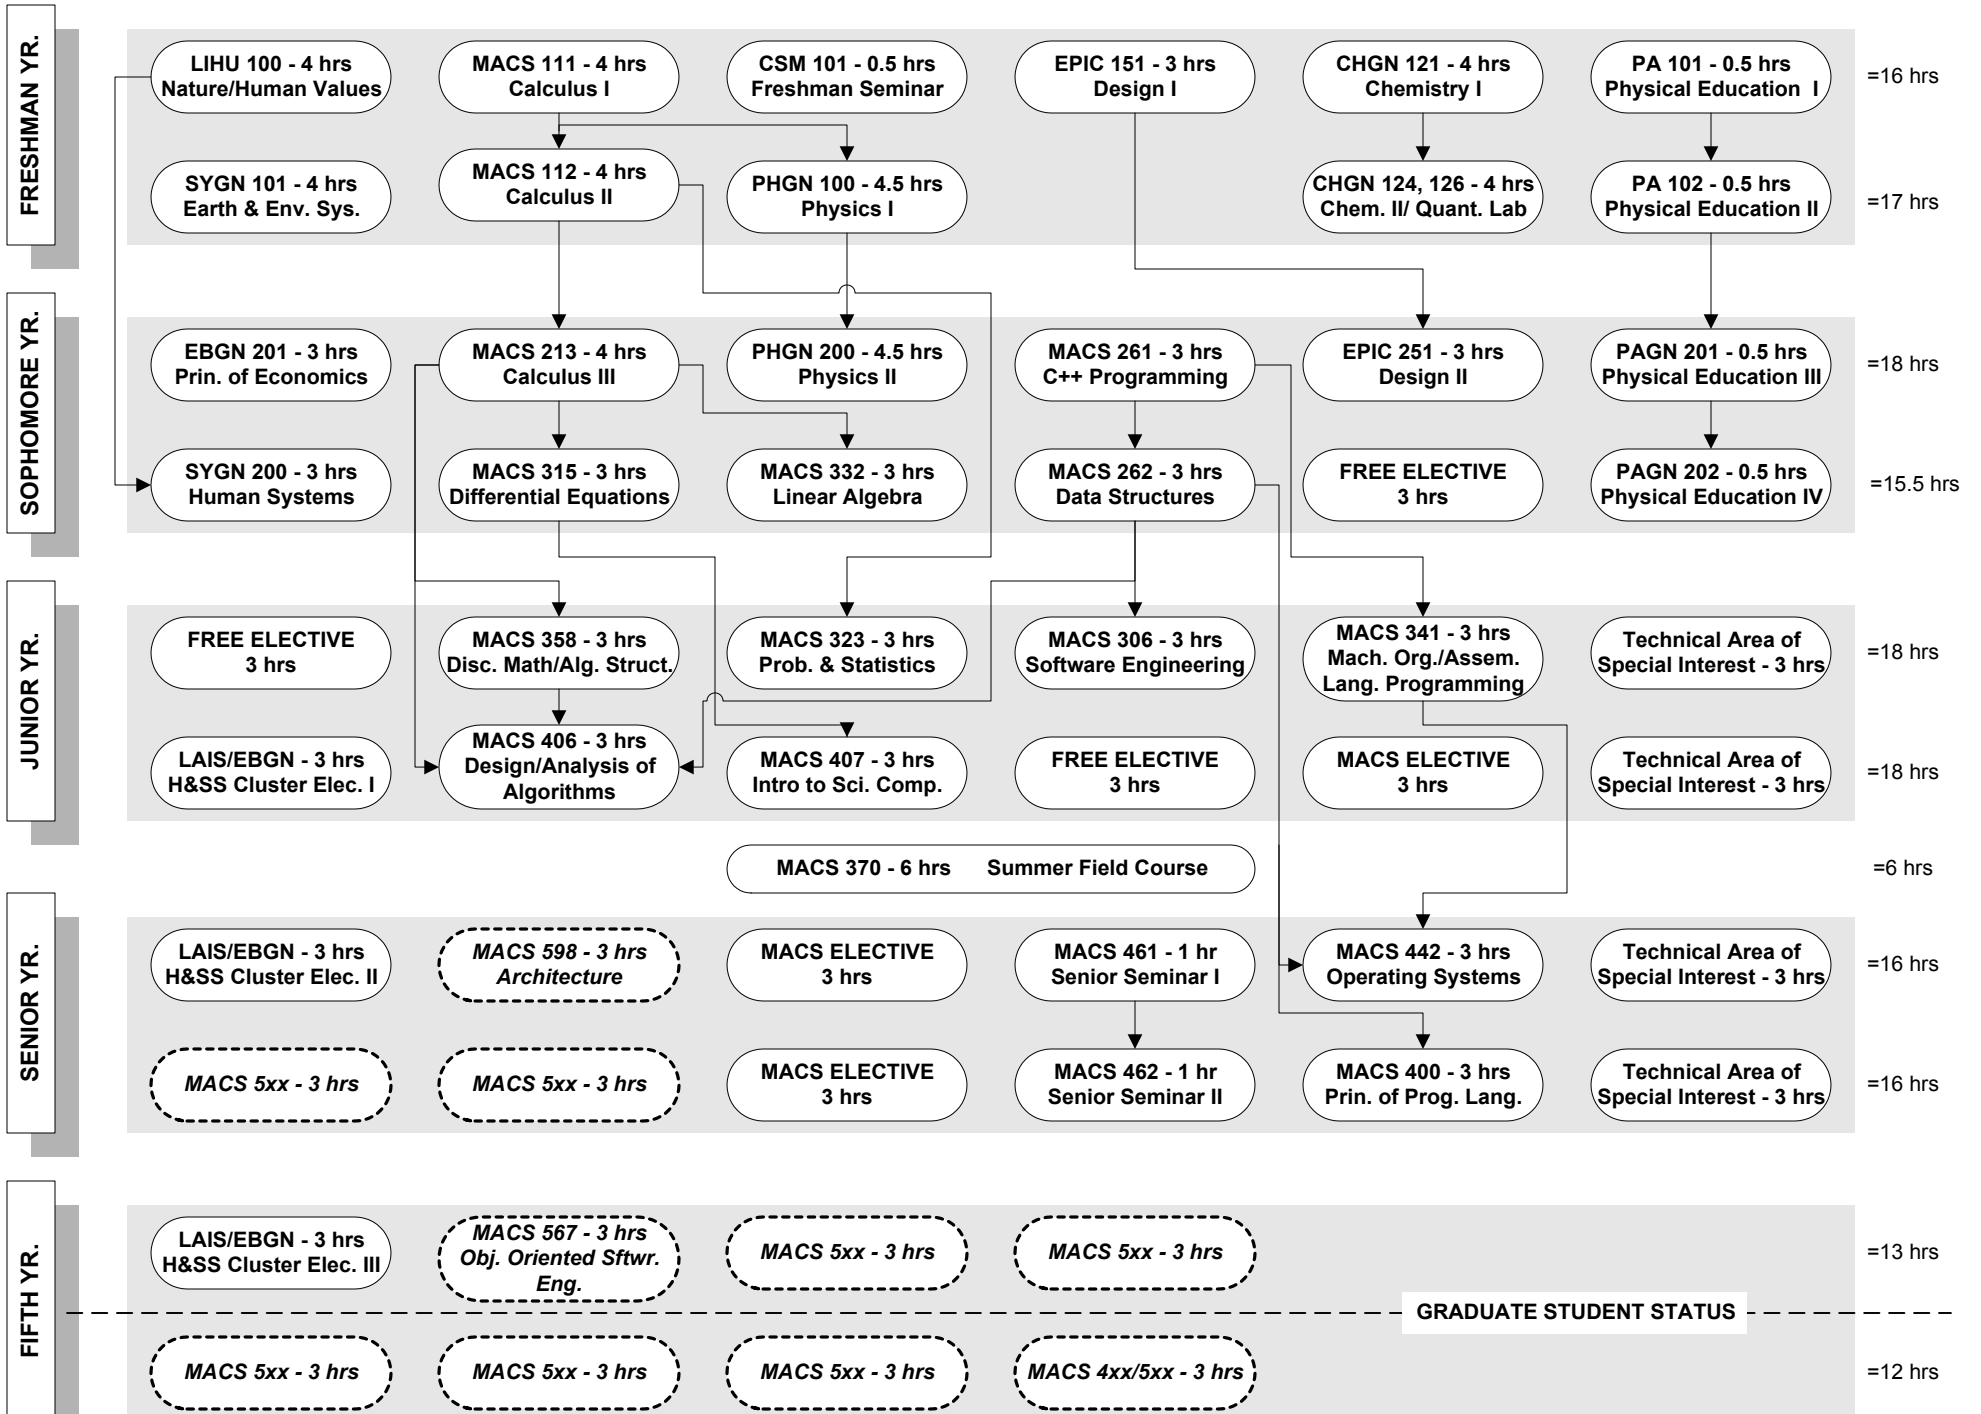 FRESHMAN YR.
LIHU 100 - 4 hrs
Nature/Human Values
MACS 111 - 4 hrs
Calculus I
CSM 101 - 0.5 hrs
Freshman Seminar
EPIC 151 - 3 hrs
Design I
CHGN 121 - 4 hrs
Chemistry I
PA 101 - 0.5 hrs
Physical Education I
=16 hrs
SYGN 101 - 4 hrs
Earth & Env. Sys.
MACS 112 - 4 hrs
Calculus II
PHGN 100 - 4.5 hrs
Physics I
CHGN 124, 126 - 4 hrs
Chem. II/ Quant. Lab
PA 102 - 0.5 hrs
Physical Education II
=17 hrs
SOPHOMORE YR.
EBGN 201 - 3 hrs
Prin. of Economics
MACS 213 - 4 hrs
Calculus III
PHGN 200 - 4.5 hrs
Physics II
MACS 261 - 3 hrs
C++ Programming
EPIC 251 - 3 hrs
Design II
PAGN 201 - 0.5 hrs
Physical Education III
=18 hrs
SYGN 200 - 3 hrs
Human Systems
MACS 315 - 3 hrs
Differential Equations
MACS 332 - 3 hrs
Linear Algebra
MACS 262 - 3 hrs
Data Structures
FREE ELECTIVE
3 hrs
PAGN 202 - 0.5 hrs
Physical Education IV
=15.5 hrs
JUNIOR YR.
FREE ELECTIVE
3 hrs
MACS 358 - 3 hrs
Disc. Math/Alg. Struct.
MACS 323 - 3 hrs
Prob. & Statistics
MACS 306 - 3 hrs
Software Engineering
MACS 341 - 3 hrs
Mach. Org./Assem.
Lang. Programming
Technical Area of
Special Interest - 3 hrs
=18 hrs
LAIS/EBGN - 3 hrs
H&SS Cluster Elec. I
MACS 406 - 3 hrs
Design/Analysis of
Algorithms
MACS 407 - 3 hrs
Intro to Sci. Comp.
FREE ELECTIVE
3 hrs
MACS ELECTIVE
3 hrs
Technical Area of
Special Interest - 3 hrs
=18 hrs
MACS 370 - 6 hrs Summer Field Course
=6 hrs
SENIOR YR.
LAIS/EBGN - 3 hrs
H&SS Cluster Elec. II
MACS 598 - 3 hrs
Architecture
MACS ELECTIVE
3 hrs
MACS 461 - 1 hr
Senior Seminar I
MACS 442 - 3 hrs
Operating Systems
Technical Area of
Special Interest - 3 hrs
=16 hrs
MACS 5xx - 3 hrs
MACS 5xx - 3 hrs
MACS ELECTIVE
3 hrs
MACS 462 - 1 hr
Senior Seminar II
MACS 400 - 3 hrs
Prin. of Prog. Lang.
Technical Area of
Special Interest - 3 hrs
=16 hrs
FIFTH YR.
LAIS/EBGN - 3 hrs
H&SS Cluster Elec. III
MACS 567 - 3 hrs
Obj. Oriented Sftwr.
Eng.
MACS 5xx - 3 hrs
MACS 5xx - 3 hrs
=13 hrs
GRADUATE STUDENT STATUS
MACS 5xx - 3 hrs
MACS 5xx - 3 hrs
MACS 5xx - 3 hrs
MACS 4xx/5xx - 3 hrs
=12 hrs